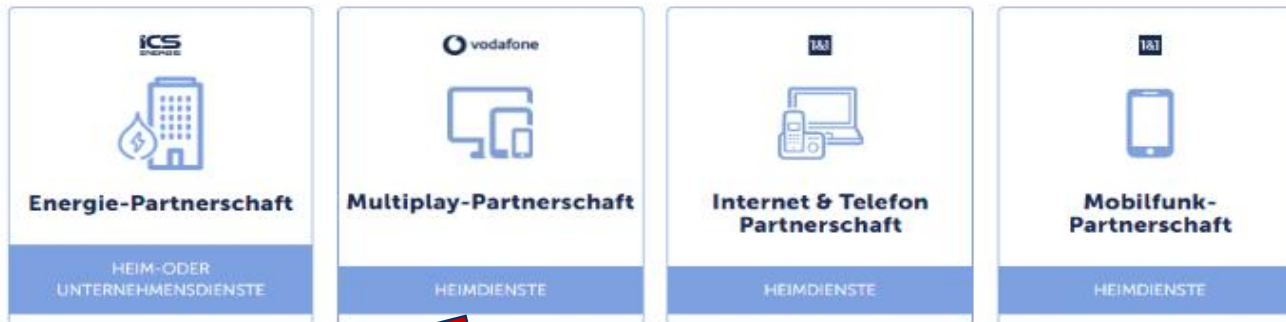 iCS
ENERGIE
Energie-Partnerschaft
HEIM-ODER
UNTERNEHMENSDIENSTE
vodafone
Multiplay-Partnerschaft
HEIMDIENSTE
1&1
Internet & Telefon
Partnerschaft
HEIMDIENSTE
1&1
Mobilfunk-
Partnerschaft
HEIMDIENSTE